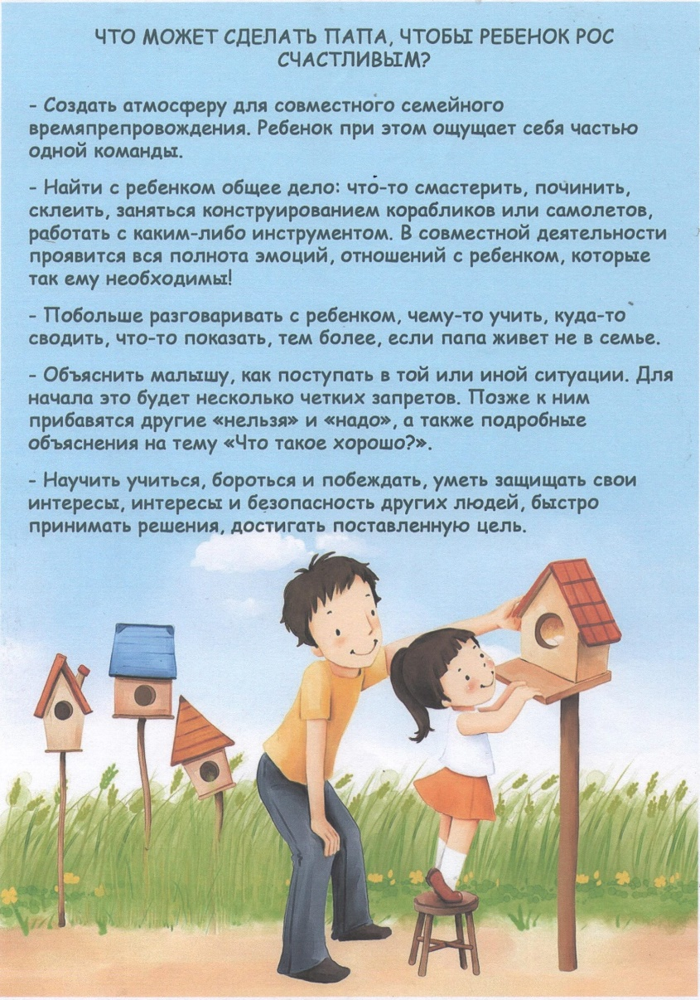 ЧТО МОЖЕТ СДЕЛАТЬ ПАПА, ЧТОБЫ РЕБЕНОК РОС
СЧАСТЛИВЫМ?
- Создать атмосферу для совместного семейного
времяпрепровождения. Ребенок при этом ощущает себя частью
одной команды.
- Найти с ребенком общее дело: что-то смастерить, починить,
склеить, заняться конструированием корабликов или самолетов,
работать с каким-либо инструментом. В совместной деятельности
проявится вся полнота эмоций, отношений с ребенком, которые
так ему необходимы!
- Побольше разговаривать с ребенком, чему-то учить, куда-то
сводить, что-то показать, тем более, если папа живет не в семье.
- Объяснить малышу, как поступать в той или иной ситуации. Для
начала это будет несколько четких запретов. Позже к ним
прибавятся другие «нельзя» и «надо», а также подробные
объяснения на тему «Что такое хорошо?».
- Научить учиться, бороться и побеждать, уметь защищать свои
интересы, интересы и безопасность других людей, быстро
принимать решения, достигать поставленную цель.